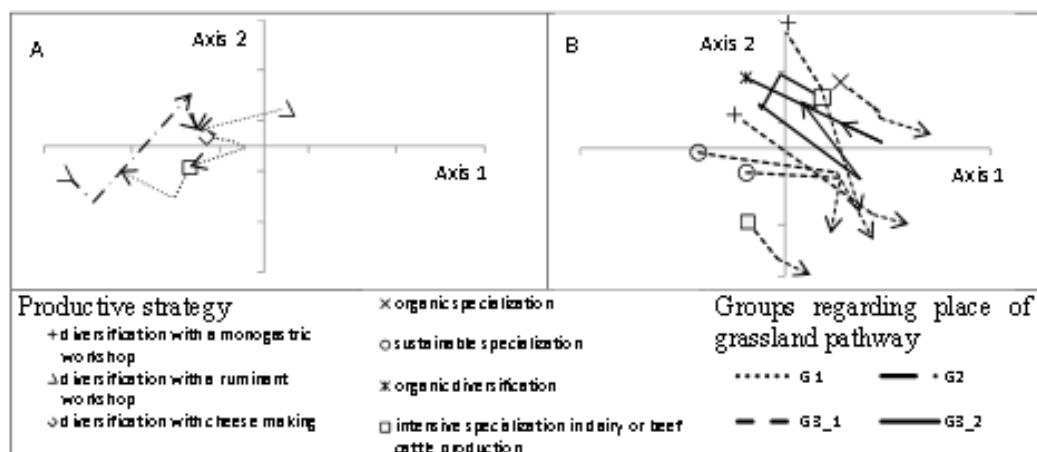 A
Axis 2
Axis 1
B
Axis 2
Axis 1
Productive strategy
diversification with a monogastric
workshop
diversification with a ruminant
workshop
diversification with cheese making
organic specialization
sustainable specialization
organic diversification
intensive specialization in dairy or beef
cattle production
Groups regarding place of
grassland pathway
G1
G2
G3_1
G3_2